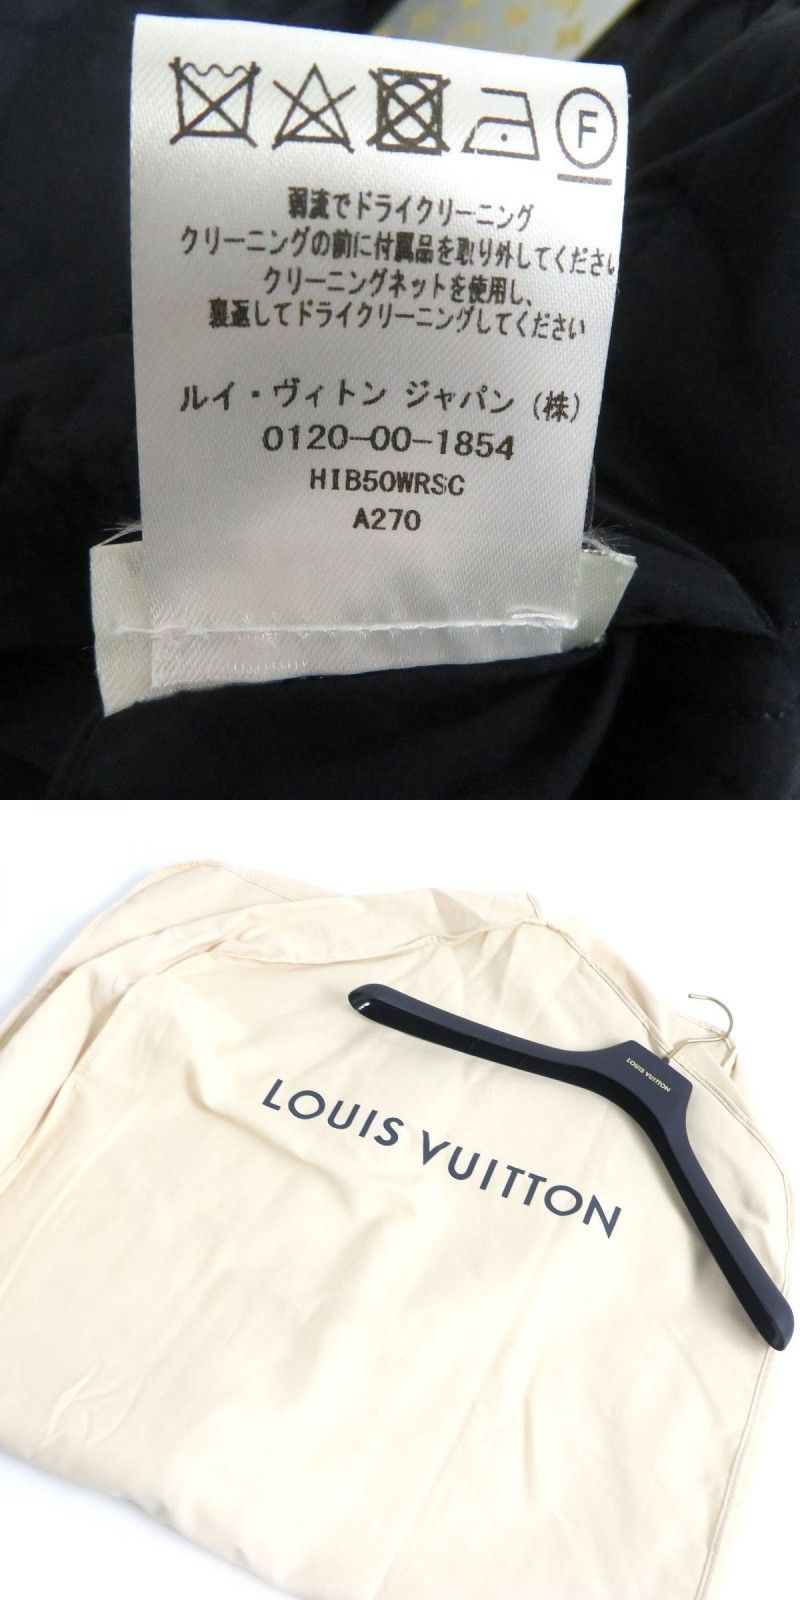 F
弱流でドライクリーニング
クリーニングの前に付属品を取り外してください
クリーニングネットを使用し、
裏返してドライクリーニングしてください
ルイ・ヴィトン ジャパン (株)
0120-00-1854
HIB50WRSC
A270
LOUIS VUITTON
LOUIS VUITTON